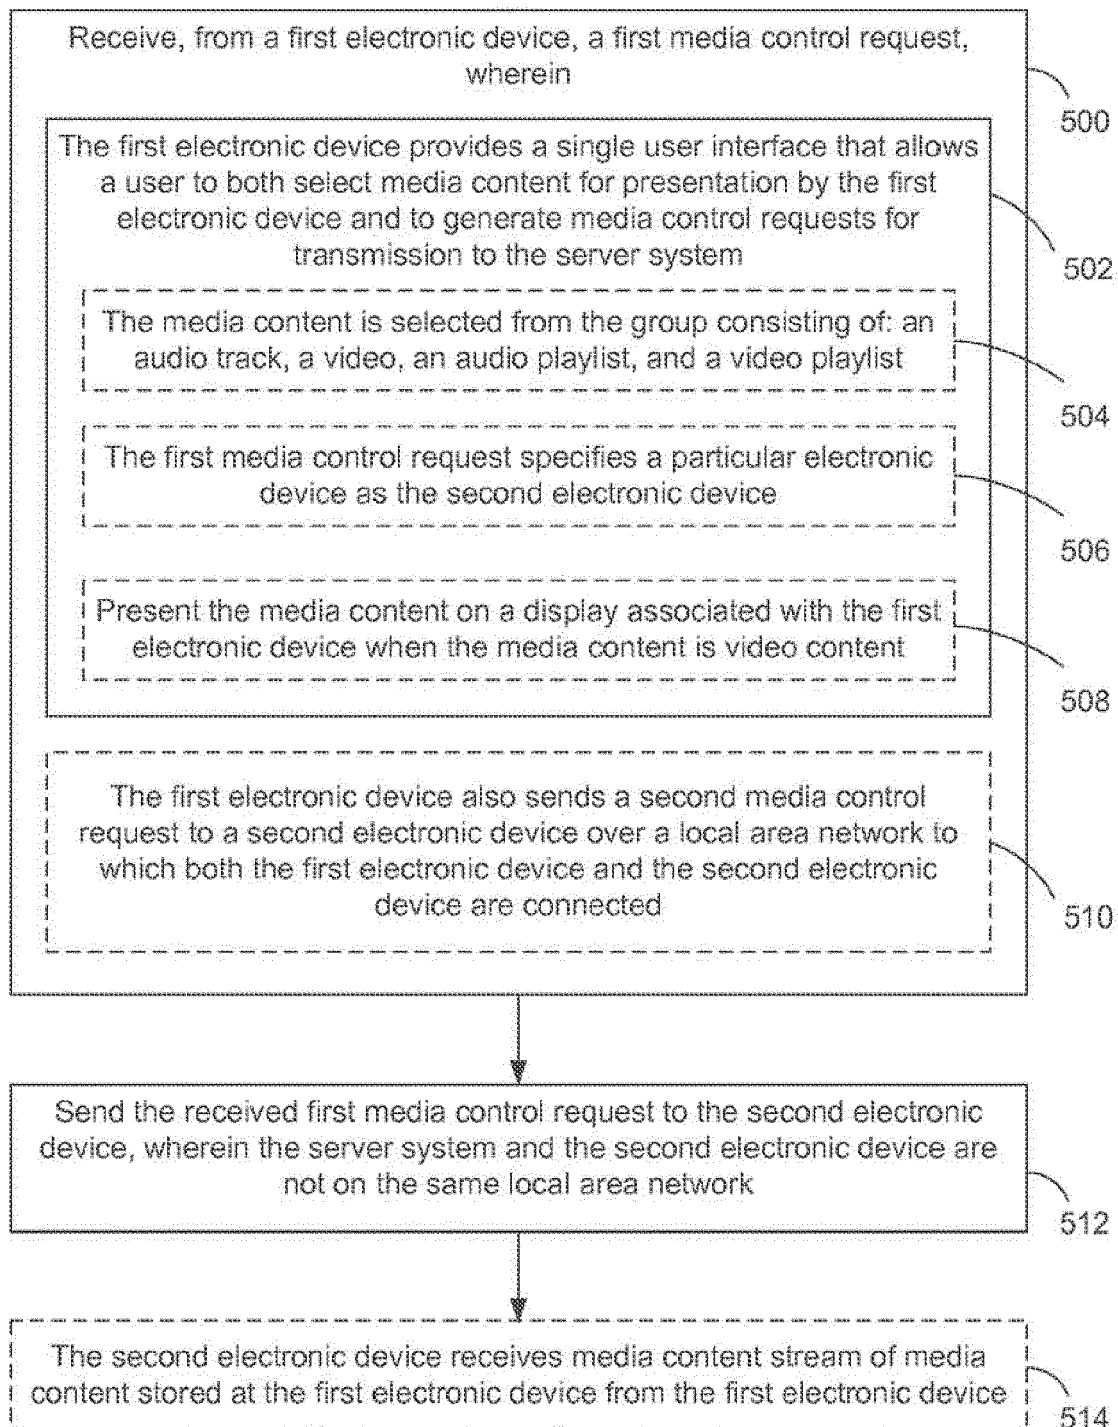 Receive, from a first electronic device, a first media control request,
wherein
500
The first electronic device provides a single user interface that allows
a user to both select media content for presentation by the first
electronic device and to generate media control requests for
transmission to the server system
502
The media content is selected from the group consisting of: an
audio track, a video, an audio playlist, and a video playlist
504
The first media control request specifies a particular electronic
device as the second electronic device
506
Present the media content on a display associated with the first
electronic device when the media content is video content
508
The first electronic device also sends a second media control
request to a second electronic device over a local area network to
which both the first electronic device and the second electronic
device are connected
510
Send the received first media control request to the second electronic
device, wherein the server system and the second electronic device are
not on the same local area network
512
The second electronic device receives media content stream of media
content stored at the first electronic device from the first electronic device
514